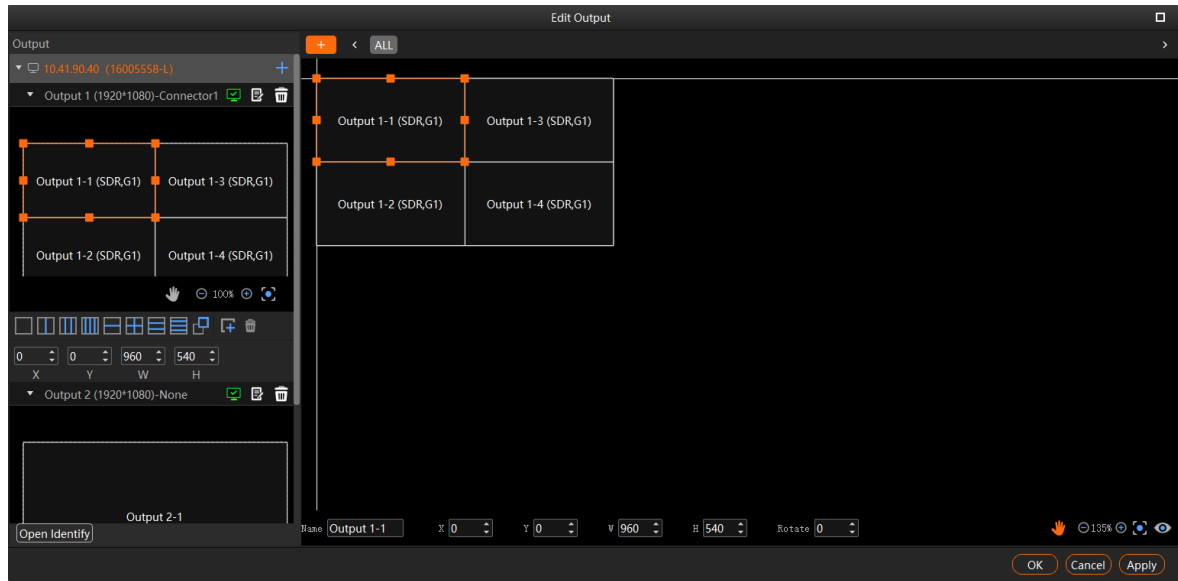 Edit Output
Output
+ < ALL >
10.41.90.40 (16005558-L) +
Output 1 (1920*1080)-Connector1
Output 1-1 (SDR,G1) Output 1-3 (SDR,G1)
Output 1-2 (SDR,G1) Output 1-4 (SDR,G1)
100%
0 0 960 540
X Y W H
Output 2 (1920*1080)-None
Output 2-1
Open Identify
Output 1-1 (SDR,G1) Output 1-3 (SDR,G1)
Output 1-2 (SDR,G1) Output 1-4 (SDR,G1)
Name Output 1-1 X 0 Y 0 W 960 H 540 Rotate 0 135%
OK Cancel Apply